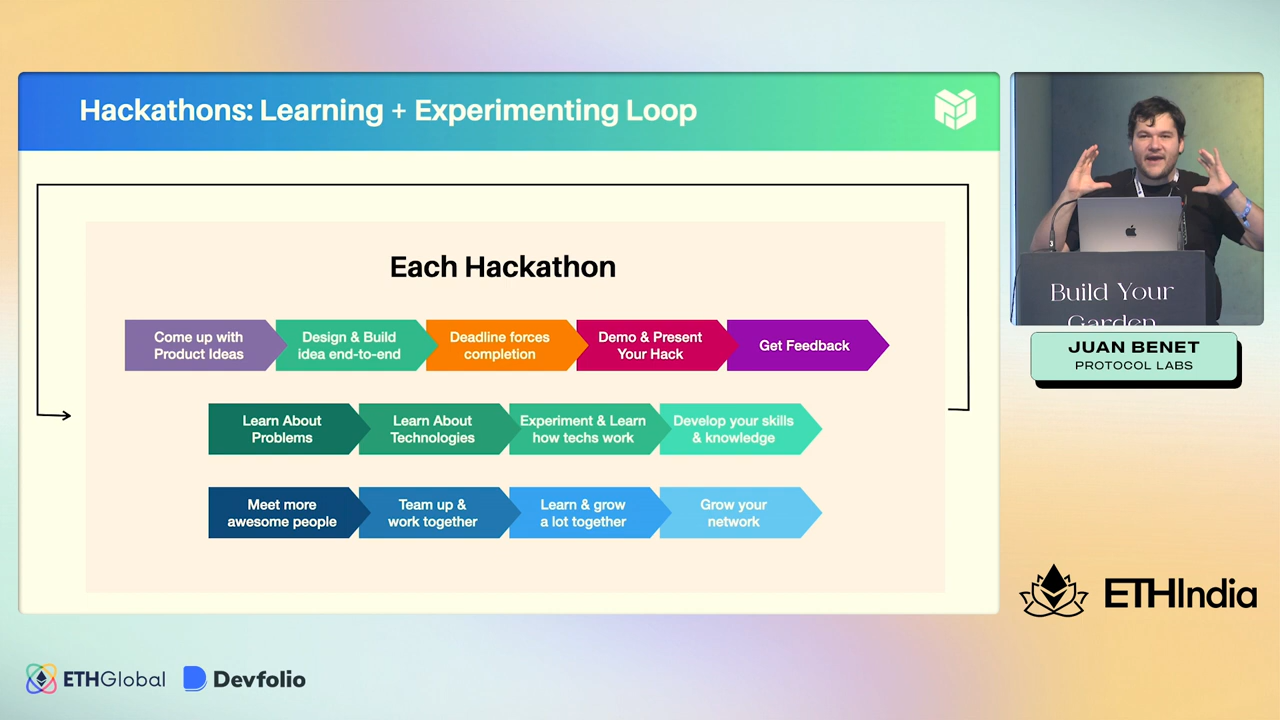 Hackathons: Learning + Experimenting Loop
Each Hackathon
Come up with
Product Ideas
Design & Build
idea end-to-end
Deadline forces
completion
Demo & Present
Your Hack
Get Feedback
Learn About
Problems
Learn About
Technologies
Experiment & Learn
how techs work
Develop your skills
& knowledge
Meet more
awesome people
Team up &
work together
Learn & grow
a lot together
Grow your
network
Build Your
Garden
JUAN BENET
PROTOCOL LABS
ETHIndia
ETHGlobal
Devfolio